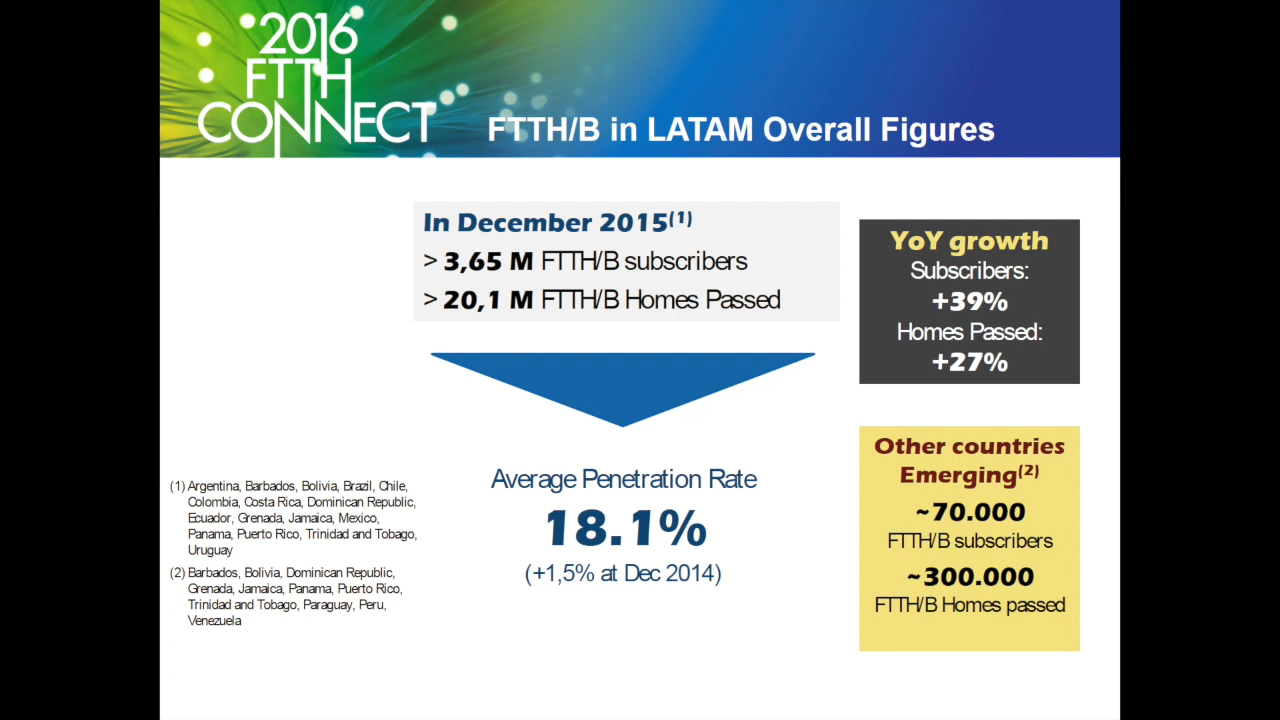 2016
FTTH
CONNECT
FTTH/B in LATAM Overall Figures
In December 2015(1)
> 3,65 M FTTH/B subscribers
> 20,1 M FTTH/B Homes Passed
YoY growth
Subscribers:
+39%
Homes Passed:
+27%
Average Penetration Rate
18.1%
(+1,5% at Dec 2014)
Other countries
Emerging(2)
~70.000
FTTH/B subscribers
~300.000
FTTH/B Homes passed
(1) Argentina, Barbados, Bolivia, Brazil, Chile,
Colombia, Costa Rica, Dominican Republic,
Ecuador, Grenada, Jamaica, Mexico,
Panama, Puerto Rico, Trinidad and Tobago,
Uruguay
(2) Barbados, Bolivia, Dominican Republic,
Grenada, Jamaica, Panama, Puerto Rico,
Trinidad and Tobago, Paraguay, Peru,
Venezuela